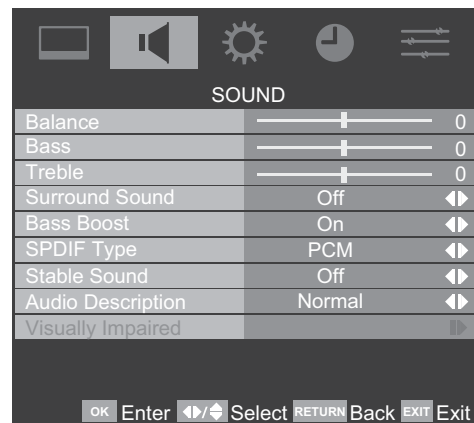 SOUND
Balance 0
Bass 0
Treble 0
Surround Sound Off
Bass Boost On
SPDIF Type PCM
Stable Sound Off
Audio Description Normal
Visually Impaired
OK Enter / Select RETURN Back EXIT Exit